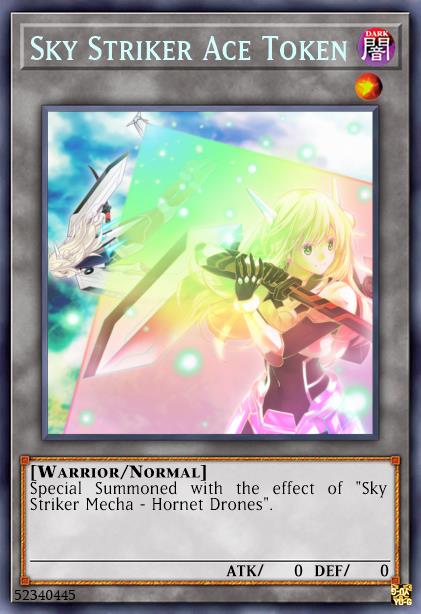 Sky Striker Ace Token
DARK
闇
[Warrior/Normal]
Special Summoned with the effect of "Sky
Striker Mecha - Hornet Drones".
ATK/ 0 DEF/ 0
52340445